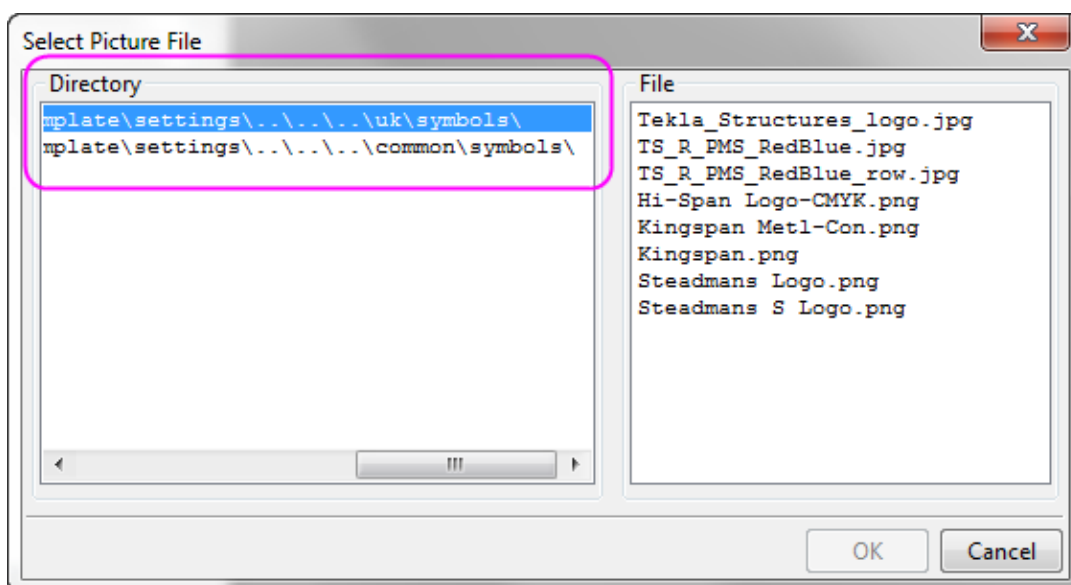 Select Picture File
Directory
mplate\settings\..\..\..\uk\symbols\
mplate\settings\..\..\..\common\symbols\
File
Tekla_Structures_logo.jpg
TS_R_PMS_RedBlue.jpg
TS_R_PMS_RedBlue_row.jpg
Hi-Span Logo-CMYK.png
Kingspan Metl-Con.png
Kingspan.png
Steadmans Logo.png
Steadmans S Logo.png
OK
Cancel